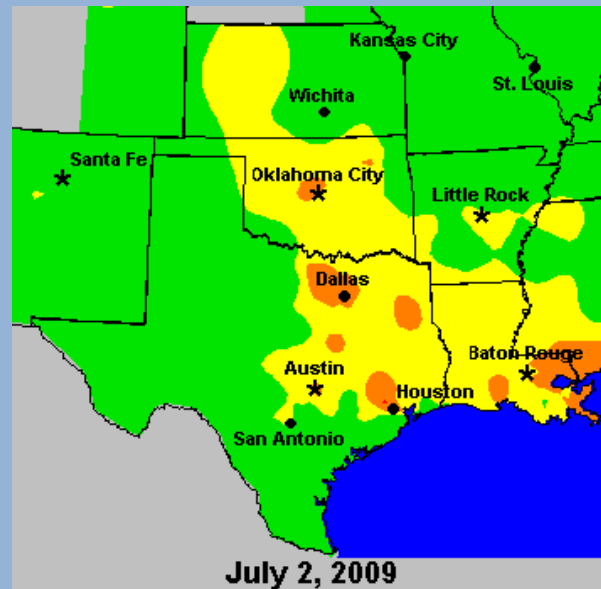 Kansas City
St. Louis
Wichita
Santa Fe
Oklahoma City
Little Rock
Dallas
Baton Rouge
Austin
Houston
San Antonio
July 2, 2009